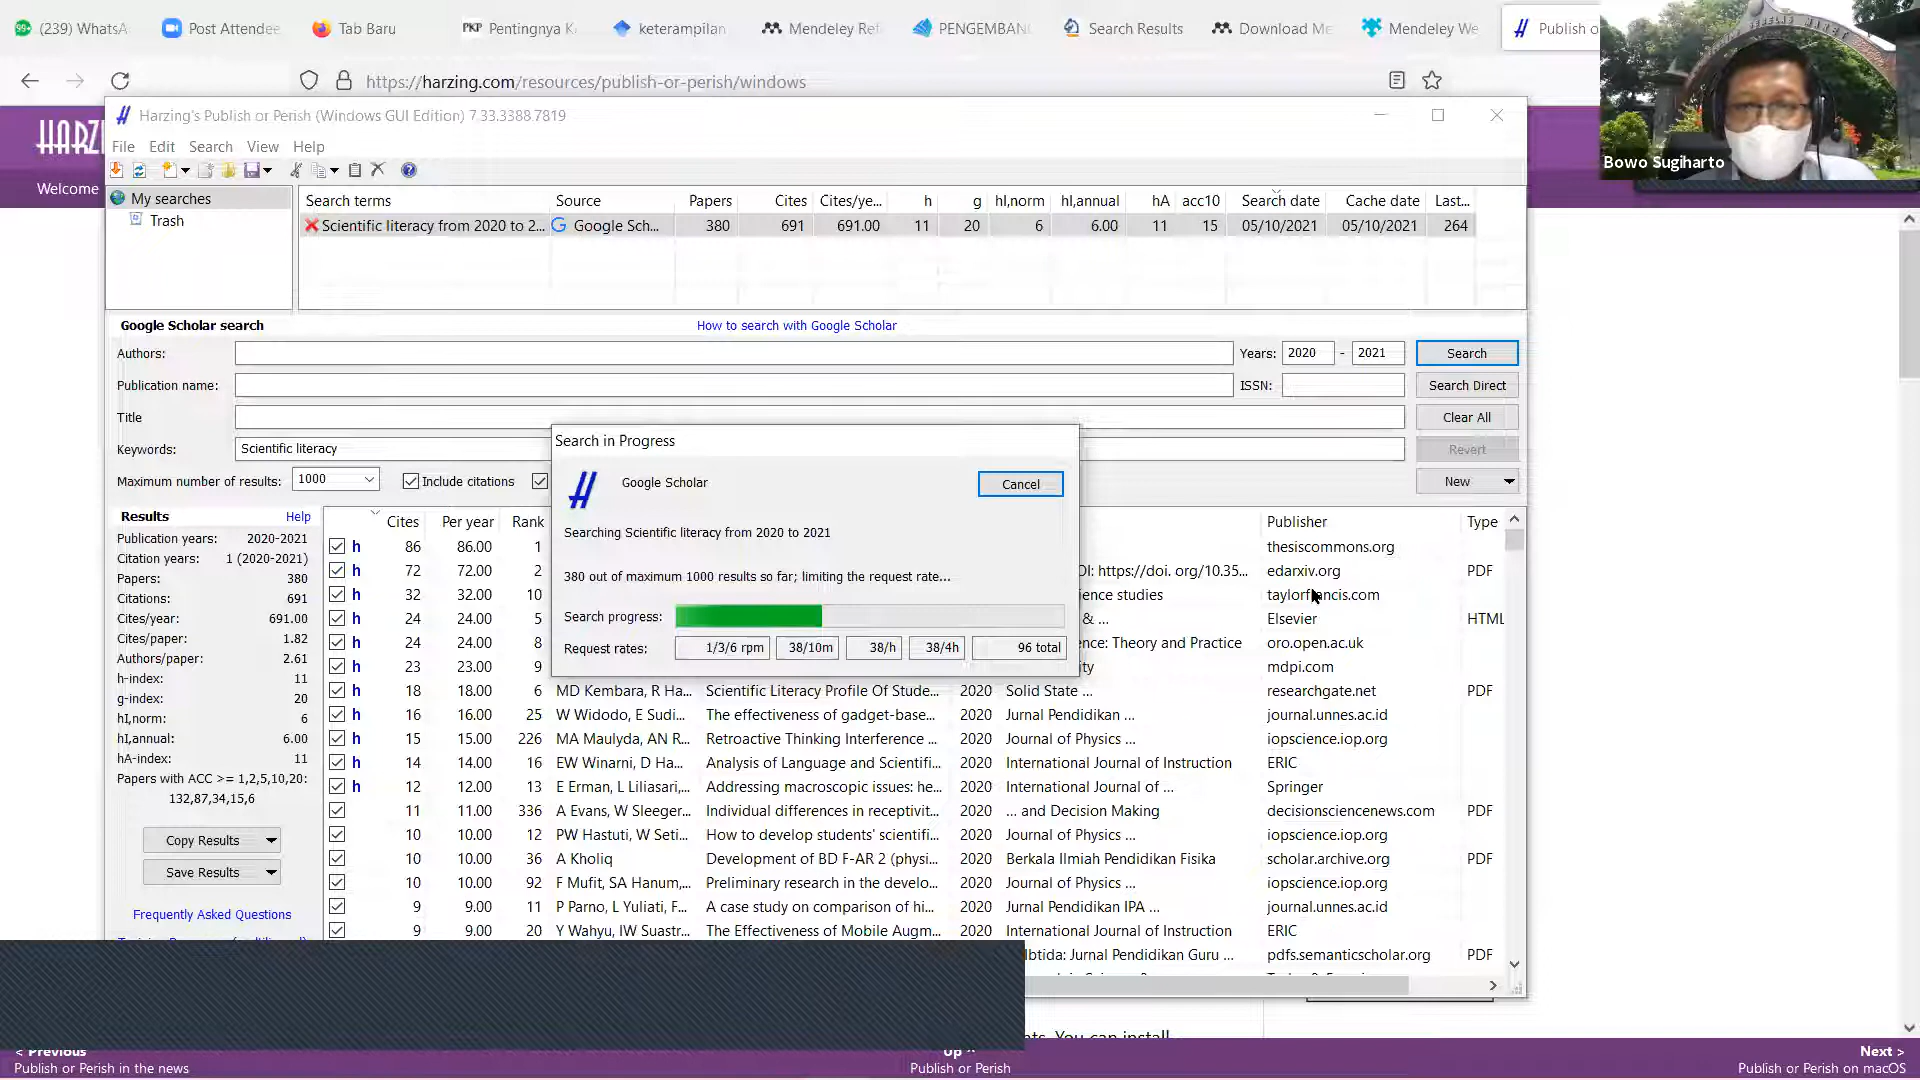 (239) WhatsA
Post Attendee
Tab Baru
PKP Pentingnya K
keterampilan
Mendeley Ref
PENGEMBAN
Search Results
Download Me
Mendeley We
Publish o
https://harzing.com/resources/publish-or-perish/windows
Bowo Sugiharto
HARZ
Welcome
Harzing's Publish or Perish (Windows GUI Edition) 7.33.3388.7819
File Edit Search View Help
My searches
Trash
Search terms Source Papers Cites Cites/ye... h g hI,norm hI,annual hA acc10 Search date Cache date Last...
Scientific literacy from 2020 to 2... Google Sch... 380 691 691.00 11 20 6 6.00 11 15 05/10/2021 05/10/2021 264
Google Scholar search How to search with Google Scholar
Authors: Years: 2020 - 2021 Search
Publication name: ISSN: Search Direct
Title Clear All
Keywords: Scientific literacy Revert
Maximum number of results: 1000 Include citations New
Search in Progress
Google Scholar Cancel
Searching Scientific literacy from 2020 to 2021
380 out of maximum 1000 results so far; limiting the request rate...
Search progress:
Request rates: 1/3/6 rpm 38/10m 38/h 38/4h 96 total
Results Help
Publication years: 2020-2021
Citation years: 1 (2020-2021)
Papers: 380
Citations: 691
Cites/year: 691.00
Cites/paper: 1.82
Authors/paper: 2.61
h-index: 11
g-index: 20
hI,norm: 6
hI,annual: 6.00
hA-index: 11
Papers with ACC >= 1,2,5,10,20:
132,87,34,15,6
Copy Results
Save Results
Frequently Asked Questions
Cites Per year Rank Publisher Type
h 86 86.00 1 thesiscommons.org
h 72 72.00 2 OI: https://doi. org/10.35... edarxiv.org PDF
h 32 32.00 10 ience studies taylorfrancis.com
h 24 24.00 5 & ... Elsevier HTML
h 24 24.00 8 ence: Theory and Practice oro.open.ac.uk
h 23 23.00 9 ity mdpi.com
h 18 18.00 6 MD Kembara, R Ha... Scientific Literacy Profile Of Stude... 2020 Solid State ... researchgate.net PDF
h 16 16.00 25 W Widodo, E Sudi... The effectiveness of gadget-base... 2020 Jurnal Pendidikan ... journal.unnes.ac.id
h 15 15.00 226 MA Maulyda, AN R... Retroactive Thinking Interference ... 2020 Journal of Physics ... iopscience.iop.org
h 14 14.00 16 EW Winarni, D Ha... Analysis of Language and Scientifi... 2020 International Journal of Instruction ERIC
h 12 12.00 13 E Erman, L Liliasari,... Addressing macroscopic issues: he... 2020 International Journal of ... Springer
11 11.00 336 A Evans, W Sleeger... Individual differences in receptivit... 2020 ... and Decision Making decisionsciencenews.com PDF
10 10.00 12 PW Hastuti, W Seti... How to develop students' scientifi... 2020 Journal of Physics ... iopscience.iop.org
10 10.00 36 A Kholiq Development of BD F-AR 2 (physi... 2020 Berkala Ilmiah Pendidikan Fisika scholar.archive.org PDF
10 10.00 92 F Mufit, SA Hanum,... Preliminary research in the develo... 2020 Journal of Physics ... iopscience.iop.org
9 9.00 11 P Parno, L Yuliati, F... A case study on comparison of hi... 2020 Jurnal Pendidikan IPA ... journal.unnes.ac.id
9 9.00 20 Y Wahyu, IW Suastr... The Effectiveness of Mobile Augm... 2020 International Journal of Instruction ERIC
Ibtida: Jurnal Pendidikan Guru ... pdfs.semanticscholar.org PDF
You can install
< Previous Up ^ Next >
Publish or Perish in the news Publish or Perish Publish or Perish on macOS